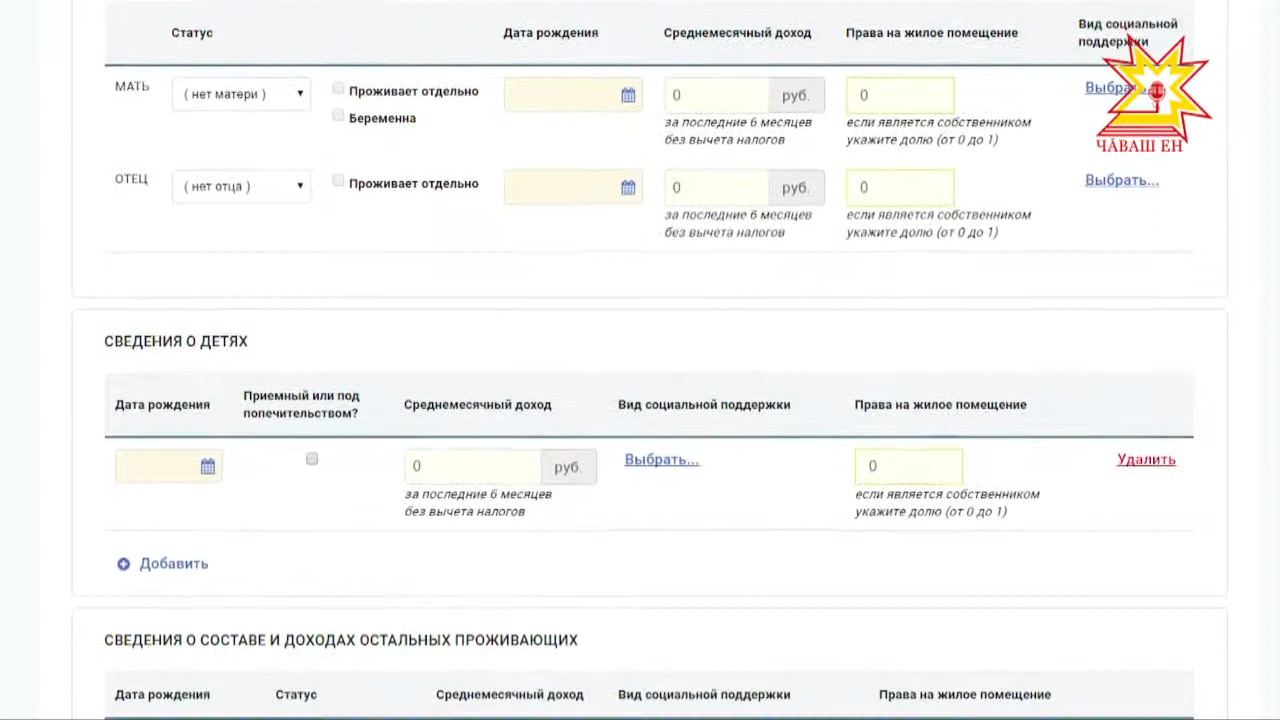 Статус Дата рождения Среднемесячный доход Права на жилое помещение Вид социальной
поддержки
МАТЬ ( нет матери ) Проживает отдельно 0 руб. 0 Выбрать...
Беременна за последние 6 месяцев если является собственником
без вычета налогов укажите долю (от 0 до 1)
ЧӐВАШ ЕН
ОТЕЦ ( нет отца ) Проживает отдельно 0 руб. 0 Выбрать...
за последние 6 месяцев если является собственником
без вычета налогов укажите долю (от 0 до 1)
СВЕДЕНИЯ О ДЕТЯХ
Дата рождения Приемный или под Среднемесячный доход Вид социальной поддержки Права на жилое помещение
попечительством?
0 руб. Выбрать... 0 Удалить
за последние 6 месяцев если является собственником
без вычета налогов укажите долю (от 0 до 1)
Добавить
СВЕДЕНИЯ О СОСТАВЕ И ДОХОДАХ ОСТАЛЬНЫХ ПРОЖИВАЮЩИХ
Дата рождения Статус Среднемесячный доход Вид социальной поддержки Права на жилое помещение